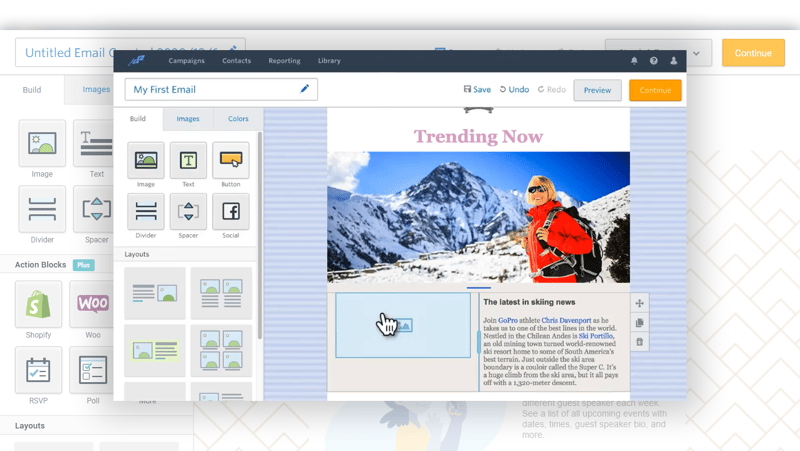 Untitled Email
Continue
Build
Images
Image
Text
Divider
Spacer
Action Blocks
Plus
Shopify
Woo
RSVP
Poll
Layouts
Campaigns
Contacts
Reporting
Library
My First Email
Save
Undo
Redo
Preview
Continue
Build
Images
Colors
Image
Text
Button
Divider
Spacer
Social
Layouts
More
Trending Now
The latest in skiing news
Join GoPro athlete Chris Davenport as he
takes us to one of the best lines in the world.
Nestled in the Chilean Andes is Ski Portillo,
an old mining town turned world-renowned
ski resort home to some of South America's
best terrain. Just outside the ski area
boundary is a couloir called the Super C. It's
a huge climb from the ski area, but it all pays
off with a 1,320-meter descent.
different guest speaker each week.
See a list of all upcoming events with
dates, times, guest speaker bio, and
more.